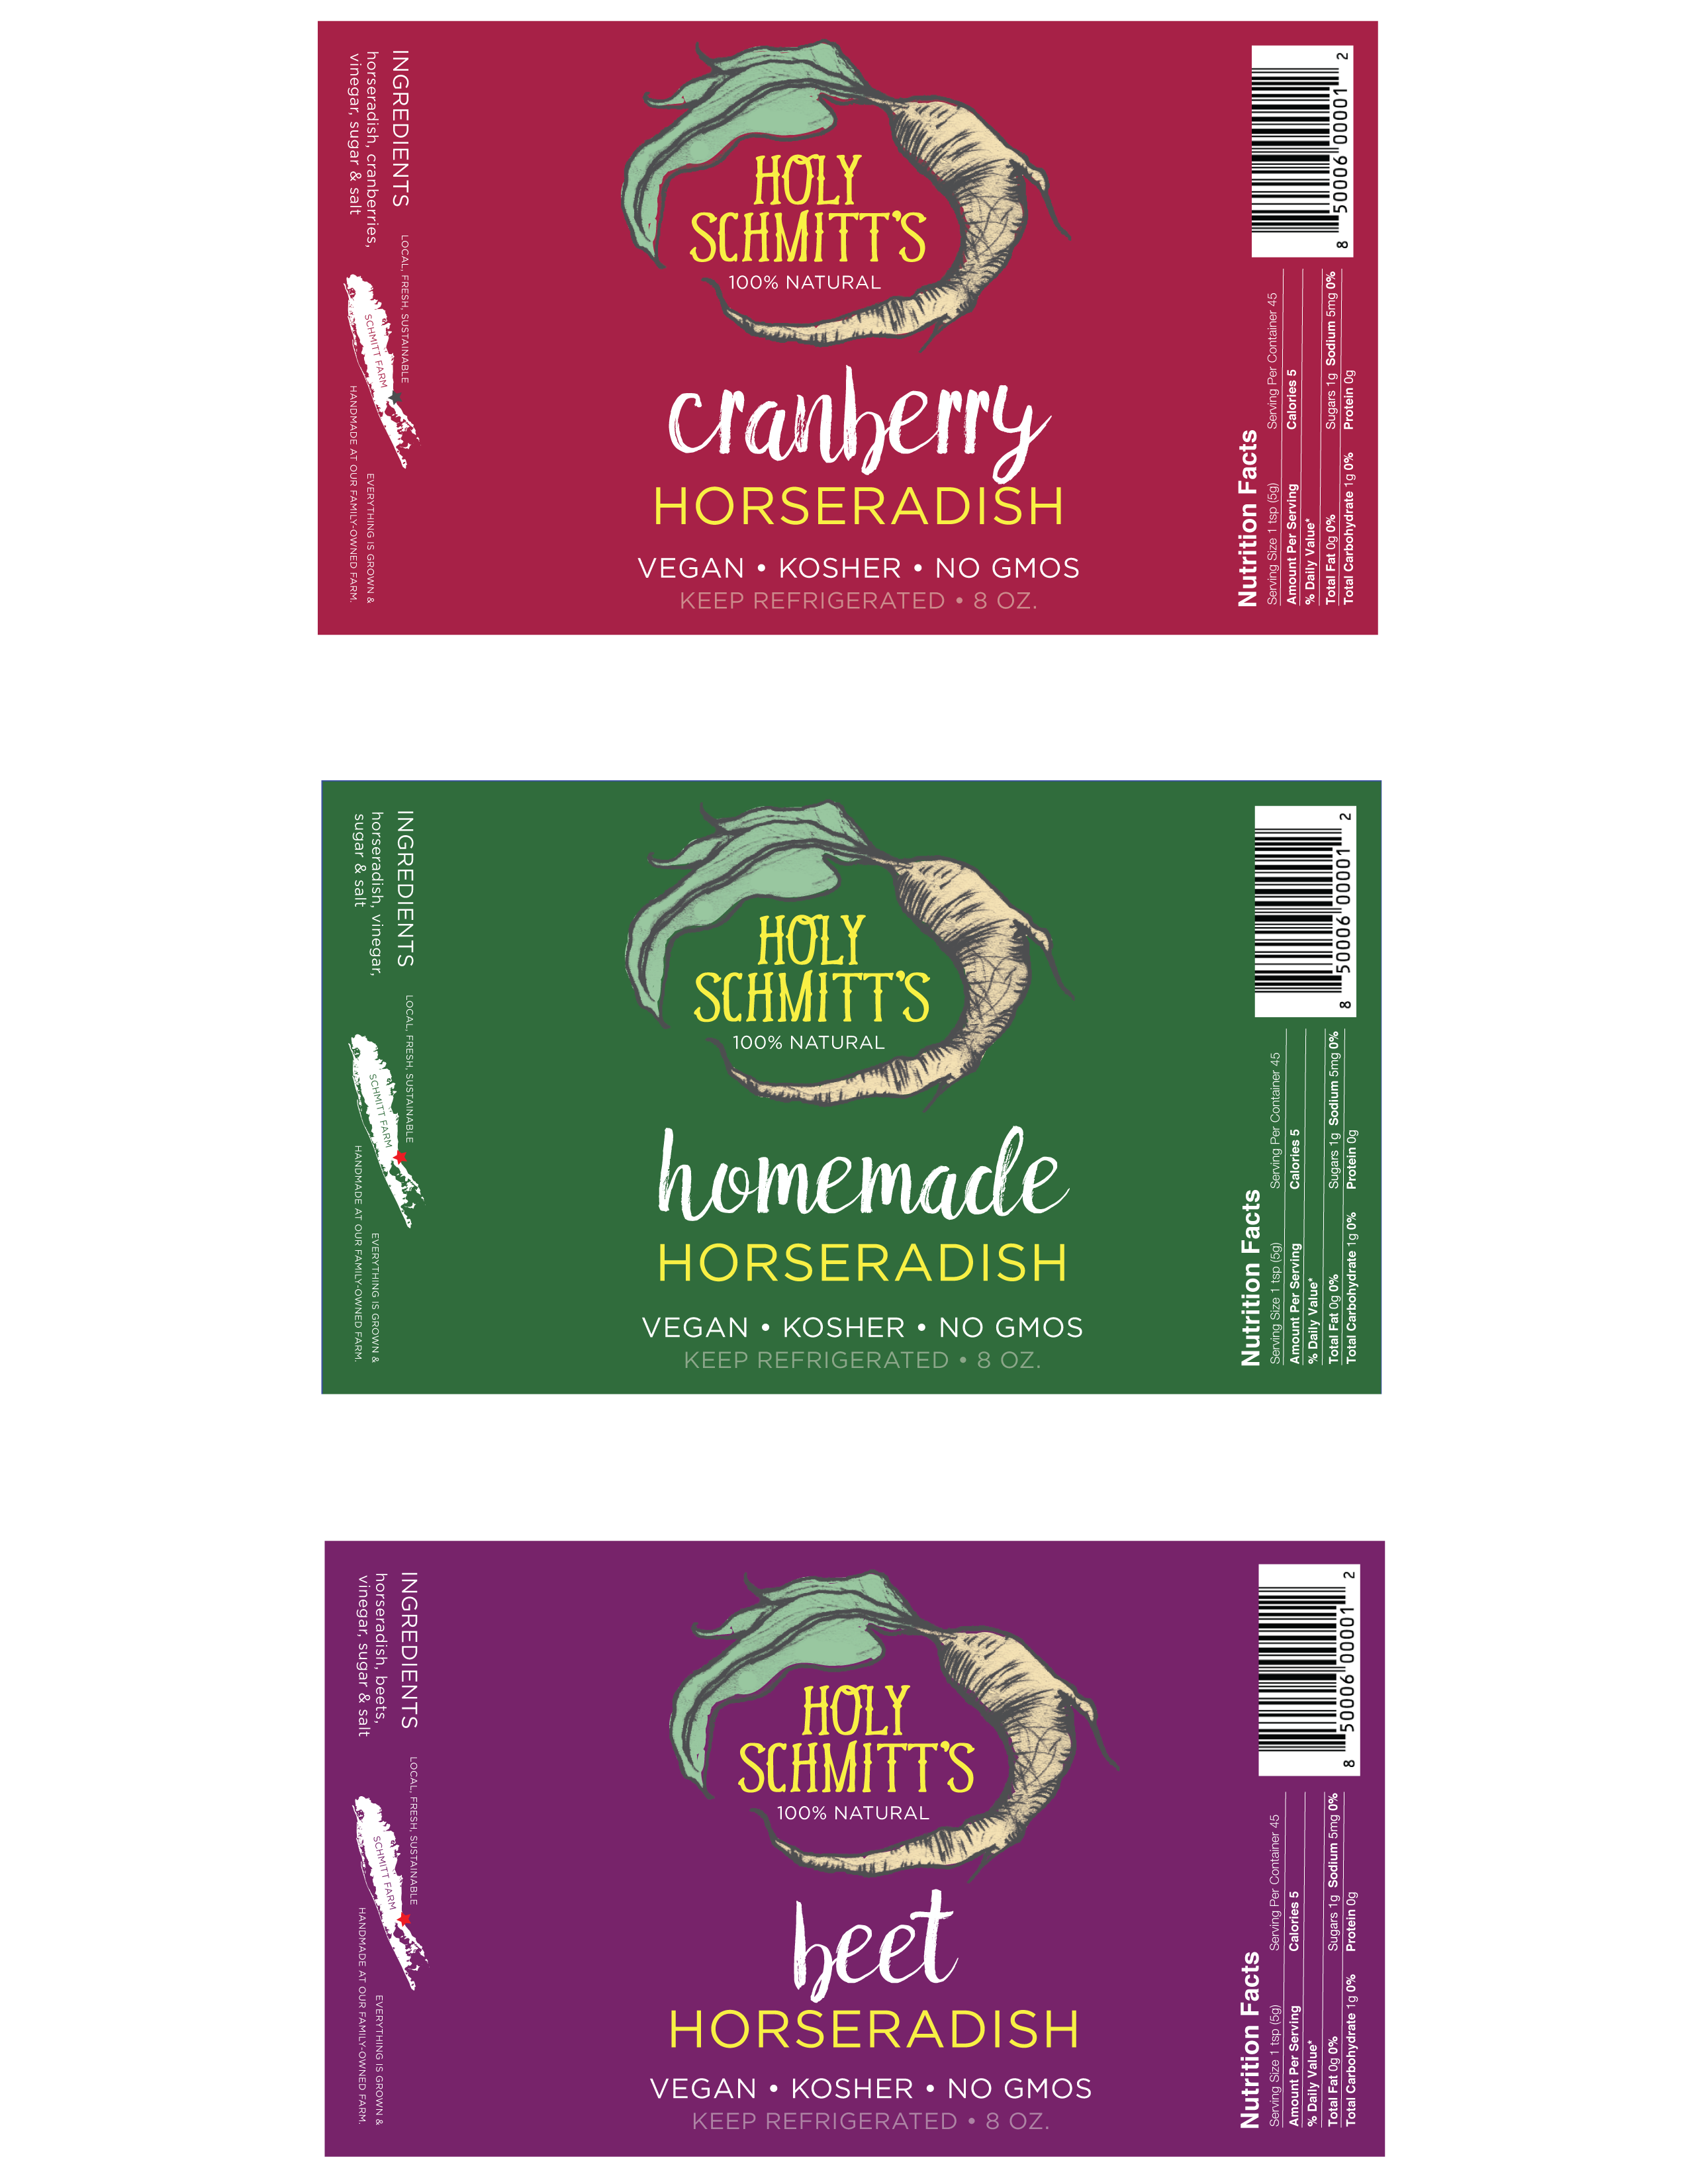 INGREDIENTS
horseradish, cranberries,
vinegar, sugar & salt
LOCAL, FRESH, SUSTAINABLE
SCHMITT FARM
EVERYTHING IS GROWN &
HANDMADE AT OUR FAMILY-OWNED FARM.
HOLY
SCHMITT'S
100% NATURAL
cranberry
HORSERADISH
VEGAN • KOSHER • NO GMOS
KEEP REFRIGERATED • 8 OZ.
8 50006 00001 2
Nutrition Facts
Serving Size 1 tsp (5g) Serving Per Container 45
Amount Per Serving Calories 5
% Daily Value*
Total Fat 0g 0% Sugars 1g Sodium 5mg 0%
Total Carbohydrate 1g 0% Protein 0g
INGREDIENTS
horseradish, vinegar,
sugar & salt
LOCAL, FRESH, SUSTAINABLE
SCHMITT FARM
EVERYTHING IS GROWN &
HANDMADE AT OUR FAMILY-OWNED FARM.
HOLY
SCHMITT'S
100% NATURAL
homemade
HORSERADISH
VEGAN • KOSHER • NO GMOS
KEEP REFRIGERATED • 8 OZ.
8 50006 00001 2
Nutrition Facts
Serving Size 1 tsp (5g) Serving Per Container 45
Amount Per Serving Calories 5
% Daily Value*
Total Fat 0g 0% Sugars 1g Sodium 5mg 0%
Total Carbohydrate 1g 0% Protein 0g
INGREDIENTS
horseradish, beets,
vinegar, sugar & salt
LOCAL, FRESH, SUSTAINABLE
SCHMITT FARM
EVERYTHING IS GROWN &
HANDMADE AT OUR FAMILY-OWNED FARM.
HOLY
SCHMITT'S
100% NATURAL
beet
HORSERADISH
VEGAN • KOSHER • NO GMOS
KEEP REFRIGERATED • 8 OZ.
8 50006 00001 2
Nutrition Facts
Serving Size 1 tsp (5g) Serving Per Container 45
Amount Per Serving Calories 5
% Daily Value*
Total Fat 0g 0% Sugars 1g Sodium 5mg 0%
Total Carbohydrate 1g 0% Protein 0g